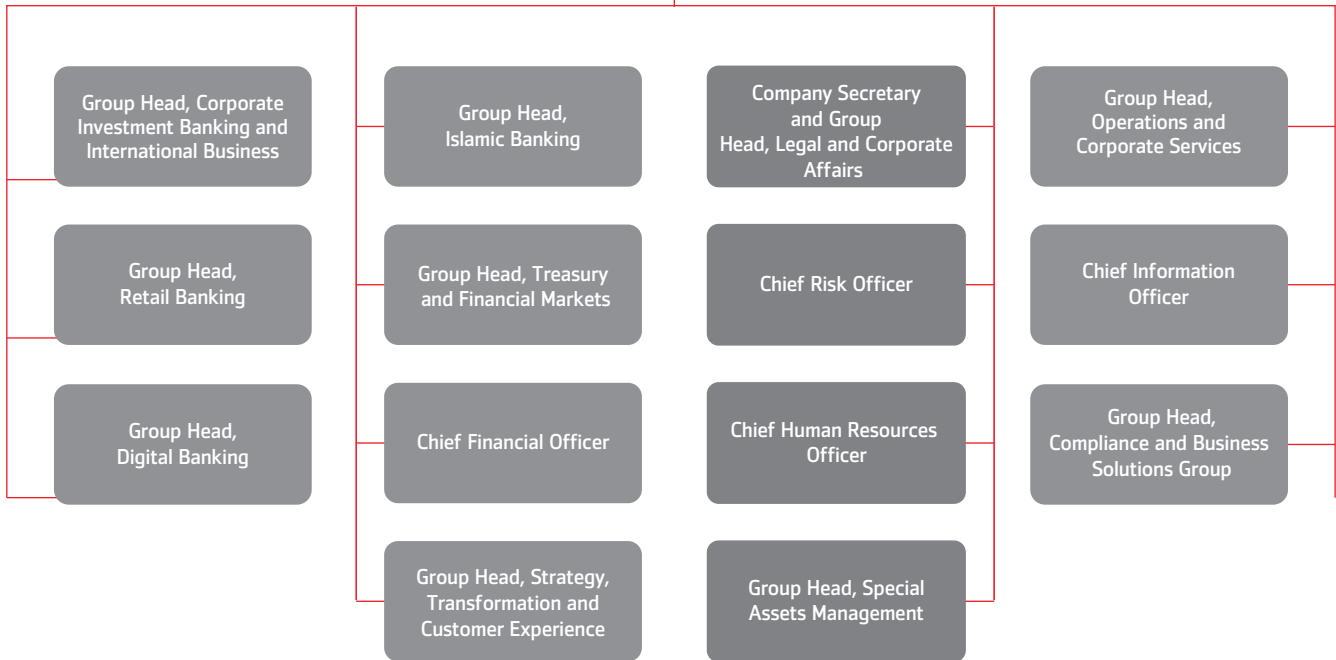 Group Head, Corporate
Investment Banking and
International Business
Group Head,
Islamic Banking
Company Secretary
and Group
Head, Legal and Corporate
Affairs
Group Head,
Operations and
Corporate Services
Group Head,
Retail Banking
Group Head, Treasury
and Financial Markets
Chief Risk Officer
Chief Information
Officer
Group Head,
Digital Banking
Chief Financial Officer
Chief Human Resources
Officer
Group Head,
Compliance and Business
Solutions Group
Group Head, Strategy,
Transformation and
Customer Experience
Group Head, Special
Assets Management